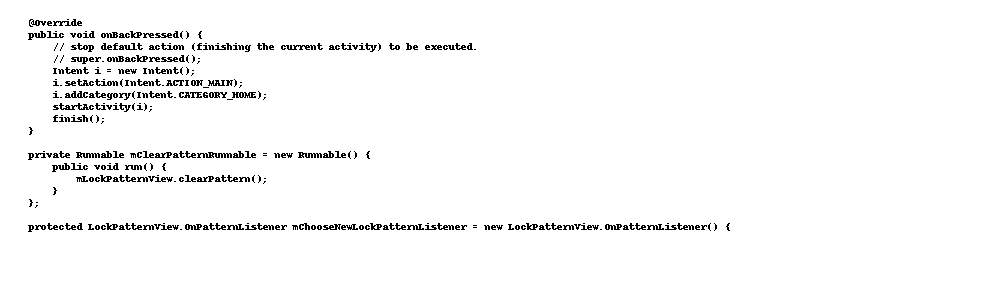 @Override
public void onBackPressed() {
// stop default action (finishing the current activity) to be executed.
// super.onBackPressed();
Intent i = new Intent();
i.setAction(Intent.ACTION_MAIN);
i.addCategory(Intent.CATEGORY_HOME);
startActivity(i);
finish();
}
private Runnable mClearPatternRunnable = new Runnable() {
public void run() {
mLockPatternView.clearPattern();
}
};
protected LockPatternView.OnPatternListener mChooseNewLockPatternListener = new LockPatternView.OnPatternListener() {